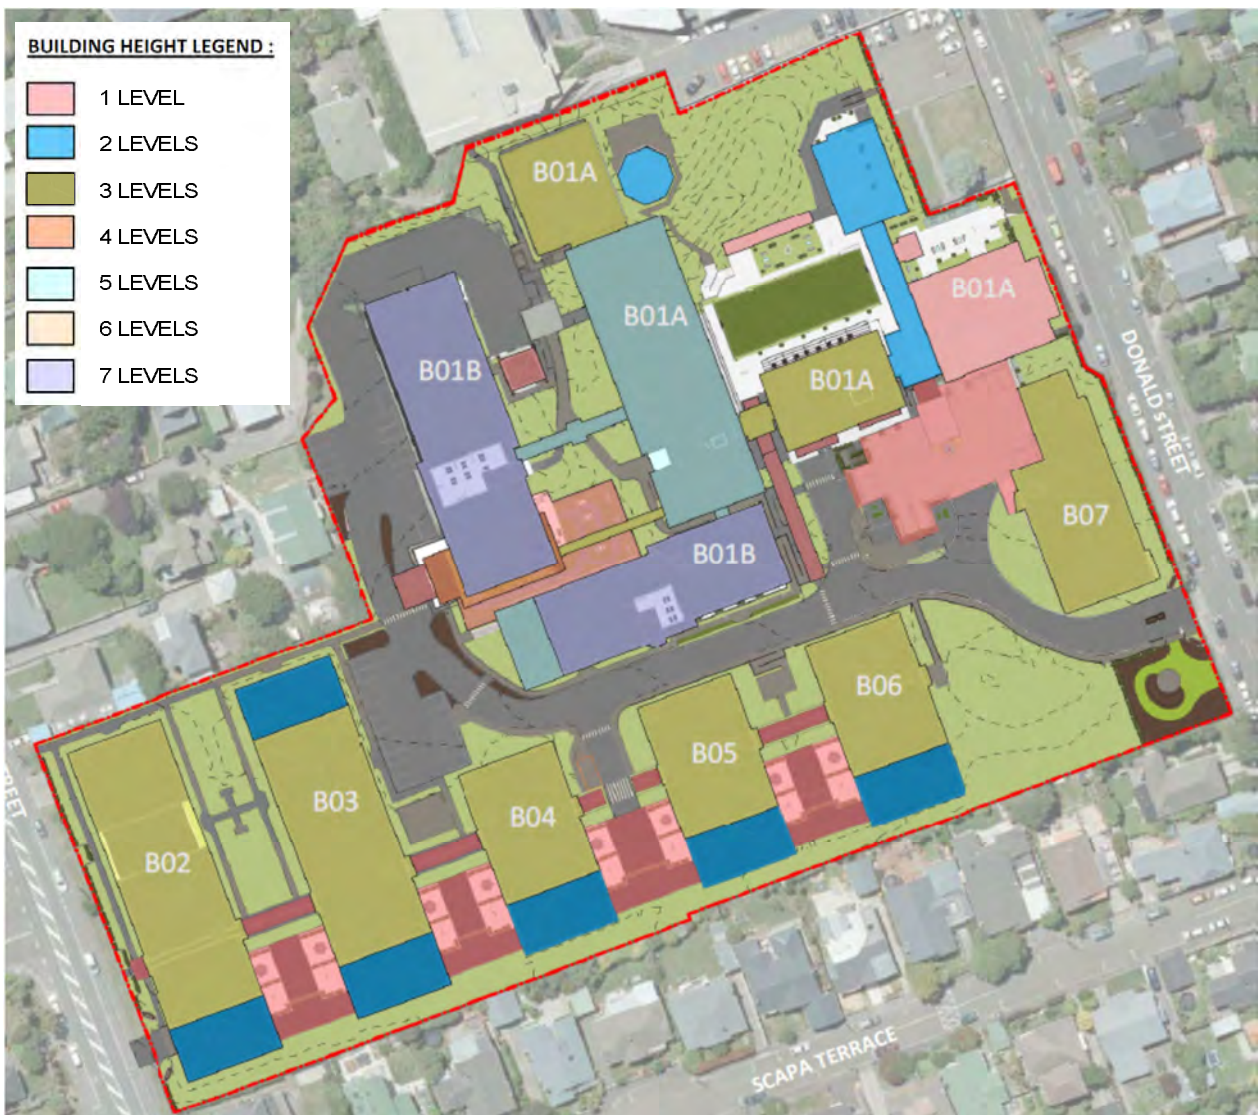 BUILDING HEIGHT LEGEND :
1 LEVEL
2 LEVELS
3 LEVELS
4 LEVELS
5 LEVELS
6 LEVELS
7 LEVELS
B01A
B01A
B01A
B01B
B01A
DONALD STREET
B07
B01B
B06
B05
B03
B04
B02
STREET
SCAPA TERRACE